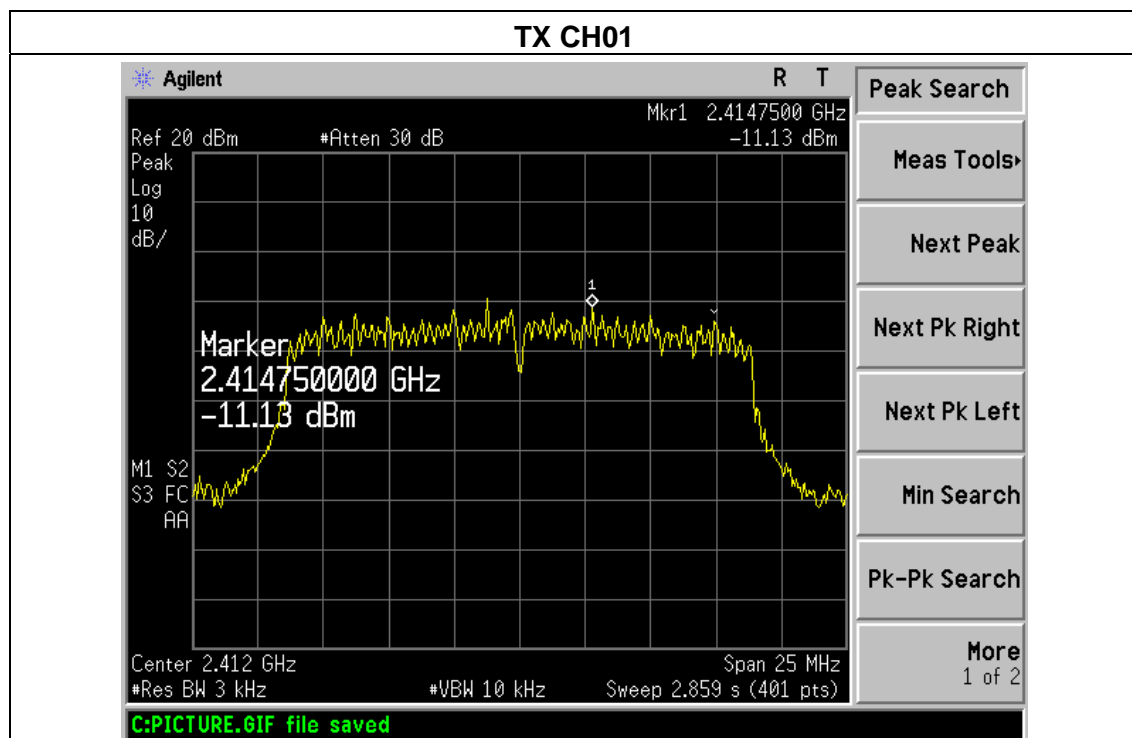 TX CH01
Agilent R T
Peak Search
Mkr1 2.4147500 GHz
Ref 20 dBm #Atten 30 dB -11.13 dBm
Peak
Log
10
dB/
1
Marker
2.414750000 GHz
-11.13 dBm
M1 S2
S3 FC
AA
Center 2.412 GHz Span 25 MHz
#Res BW 3 kHz #VBW 10 kHz Sweep 2.859 s (401 pts)
C:PICTURE.GIF file saved
Meas Tools
Next Peak
Next Pk Right
Next Pk Left
Min Search
Pk-Pk Search
More
1 of 2